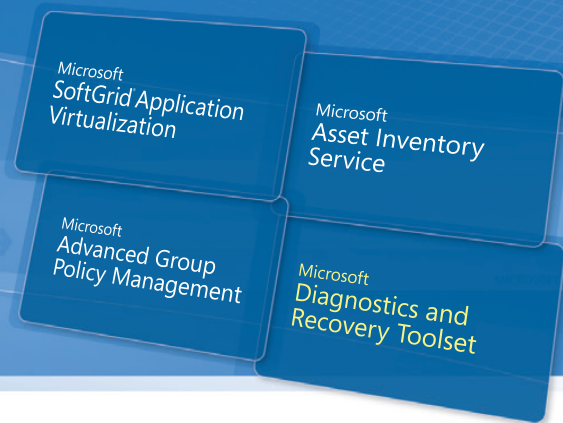 Microsoft
SoftGrid® Application
Virtualization
Microsoft
Asset Inventory
Service
Microsoft
Advanced Group
Policy Management
Microsoft
Diagnostics and
Recovery Toolset